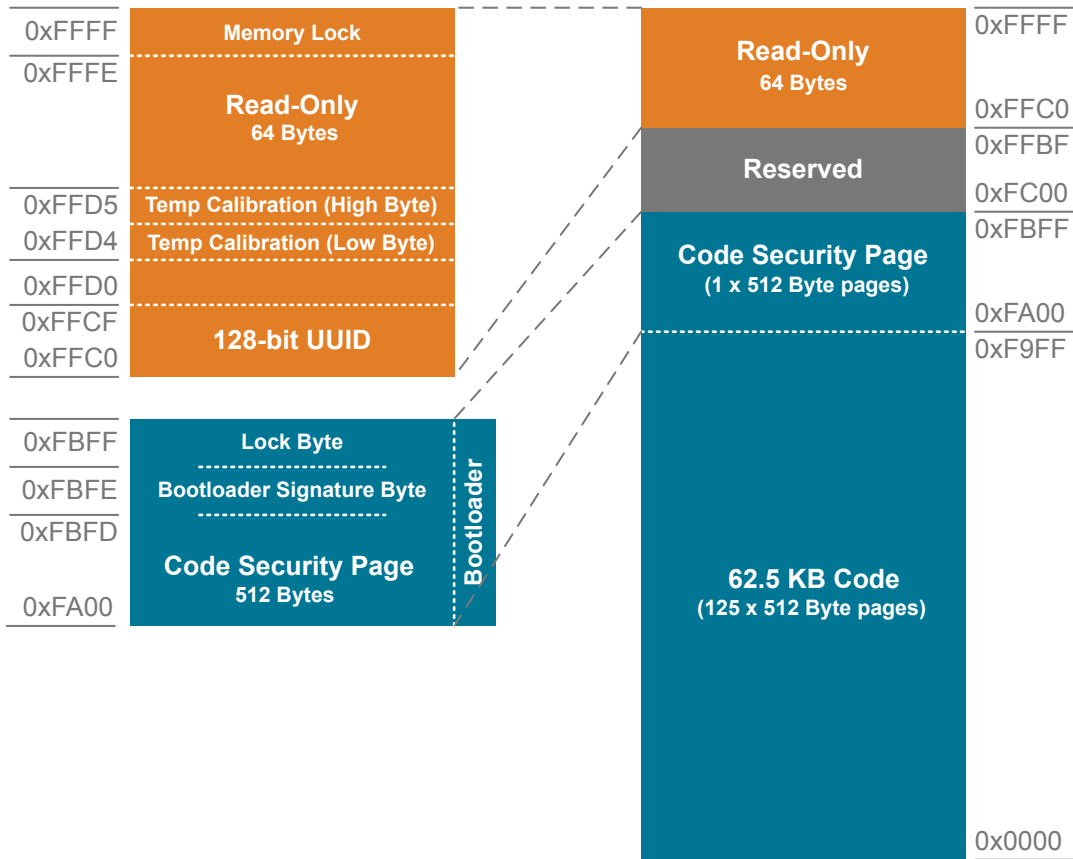 0xFFFF
Memory Lock
0xFFFE
Read-Only
64 Bytes
0xFFD5
Temp Calibration (High Byte)
0xFFD4
Temp Calibration (Low Byte)
0xFFD0
0xFFCF
128-bit UUID
0xFFC0
0xFBFF
Lock Byte
0xFBFE
Bootloader Signature Byte
0xFBFD
Code Security Page
512 Bytes
0xFA00
Bootloader
0xFFFF
Read-Only
64 Bytes
0xFFC0
0xFFBF
Reserved
0xFC00
0xFBFF
Code Security Page
(1 x 512 Byte pages)
0xFA00
0xF9FF
62.5 KB Code
(125 x 512 Byte pages)
0x0000